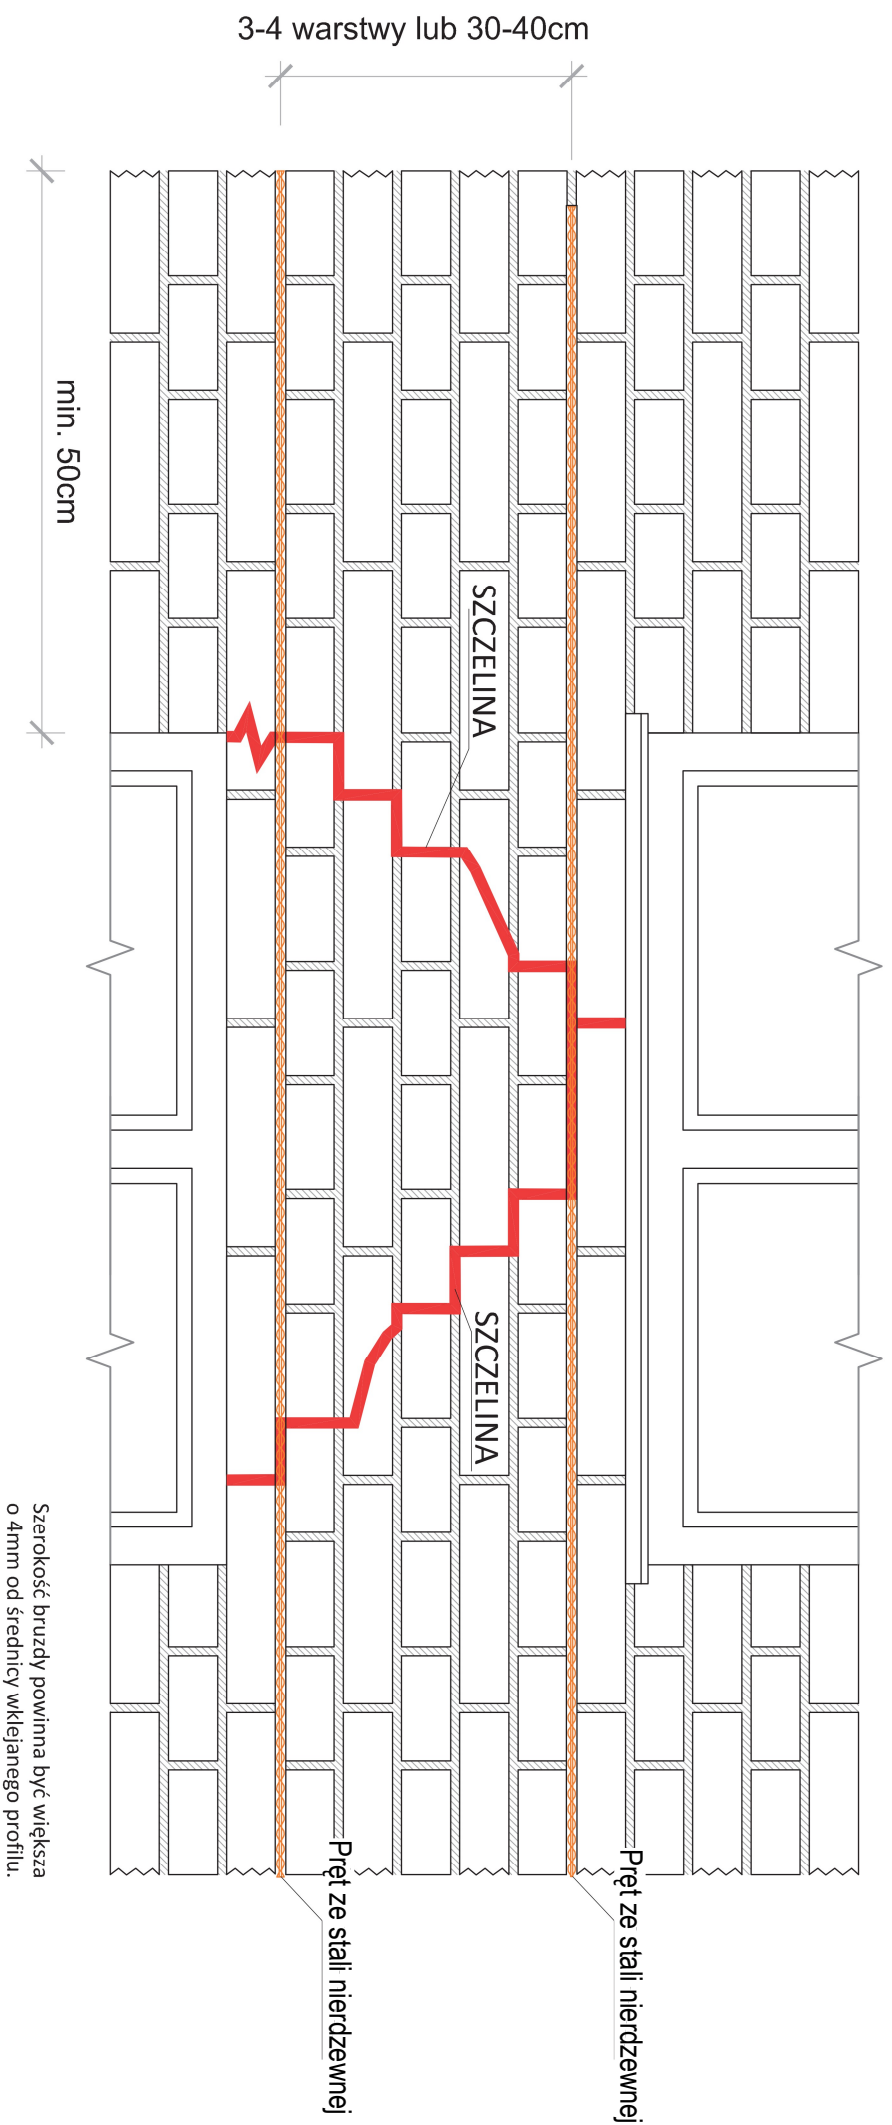 3-4 warstwy lub 30-40cm
min. 50cm
SZCZELINA
SZCZELINA
Pręt ze stali nierdzewnej
Pręt ze stali nierdzewnej
Szerokość bruzdy powinna być większa
o 4mm od średnicy wklejanego profilu.